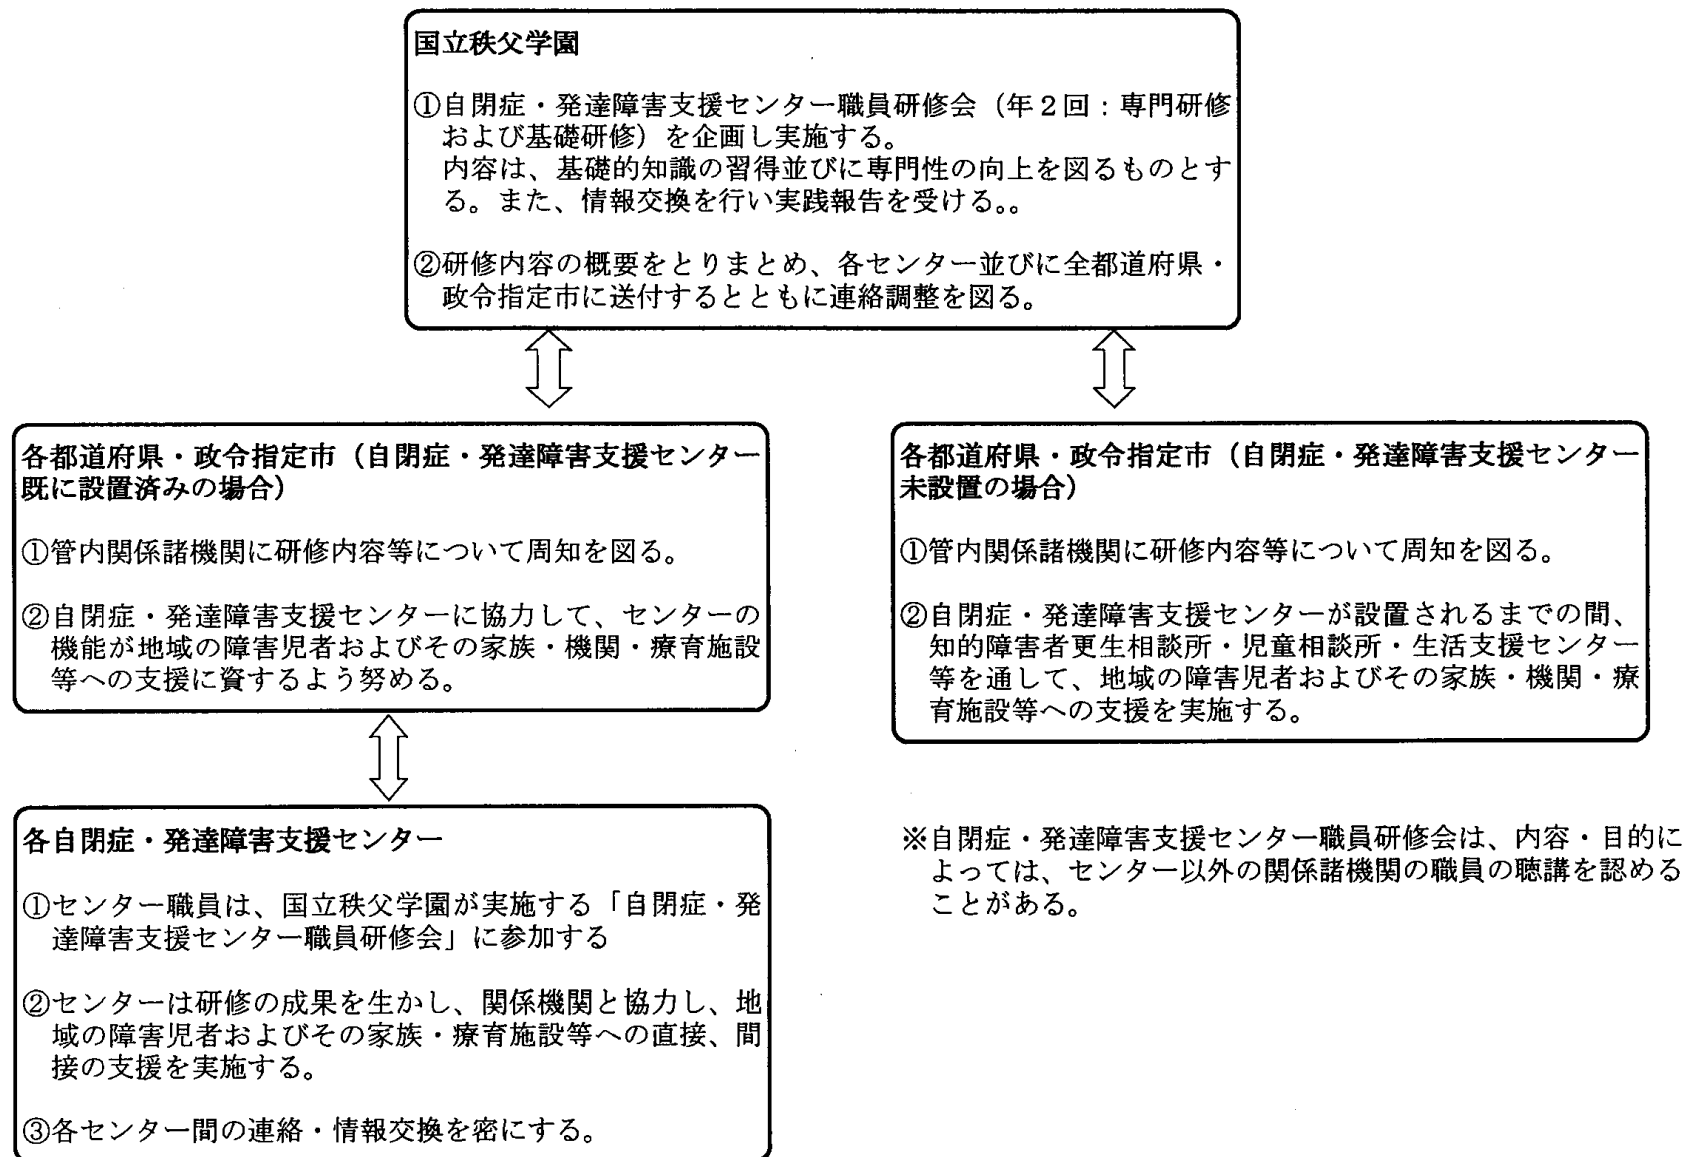 国立秩父学園
①自閉症・発達障害支援センター職員研修会（年２回：専門研修
および基礎研修）を企画し実施する。
内容は、基礎的知識の習得並びに専門性の向上を図るものとす
る。また、情報交換を行い実践報告を受ける。。
②研修内容の概要をとりまとめ、各センター並びに全都道府県・
政令指定市に送付するとともに連絡調整を図る。
各都道府県・政令指定市（自閉症・発達障害支援センター
既に設置済みの場合）
①管内関係諸機関に研修内容等について周知を図る。
②自閉症・発達障害支援センターに協力して、センターの
機能が地域の障害児者およびその家族・機関・療育施設
等への支援に資するよう努める。
各都道府県・政令指定市（自閉症・発達障害支援センター
未設置の場合）
①管内関係諸機関に研修内容等について周知を図る。
②自閉症・発達障害支援センターが設置されるまでの間、
知的障害者更生相談所・児童相談所・生活支援センター
等を通して、地域の障害児者およびその家族・機関・療
育施設等への支援を実施する。
各自閉症・発達障害支援センター
①センター職員は、国立秩父学園が実施する「自閉症・発
達障害支援センター職員研修会」に参加する
②センターは研修の成果を生かし、関係機関と協力し、地
域の障害児者およびその家族・療育施設等への直接、間
接の支援を実施する。
③各センター間の連絡・情報交換を密にする。
※自閉症・発達障害支援センター職員研修会は、内容・目的に
よっては、センター以外の関係諸機関の職員の聴講を認める
ことがある。